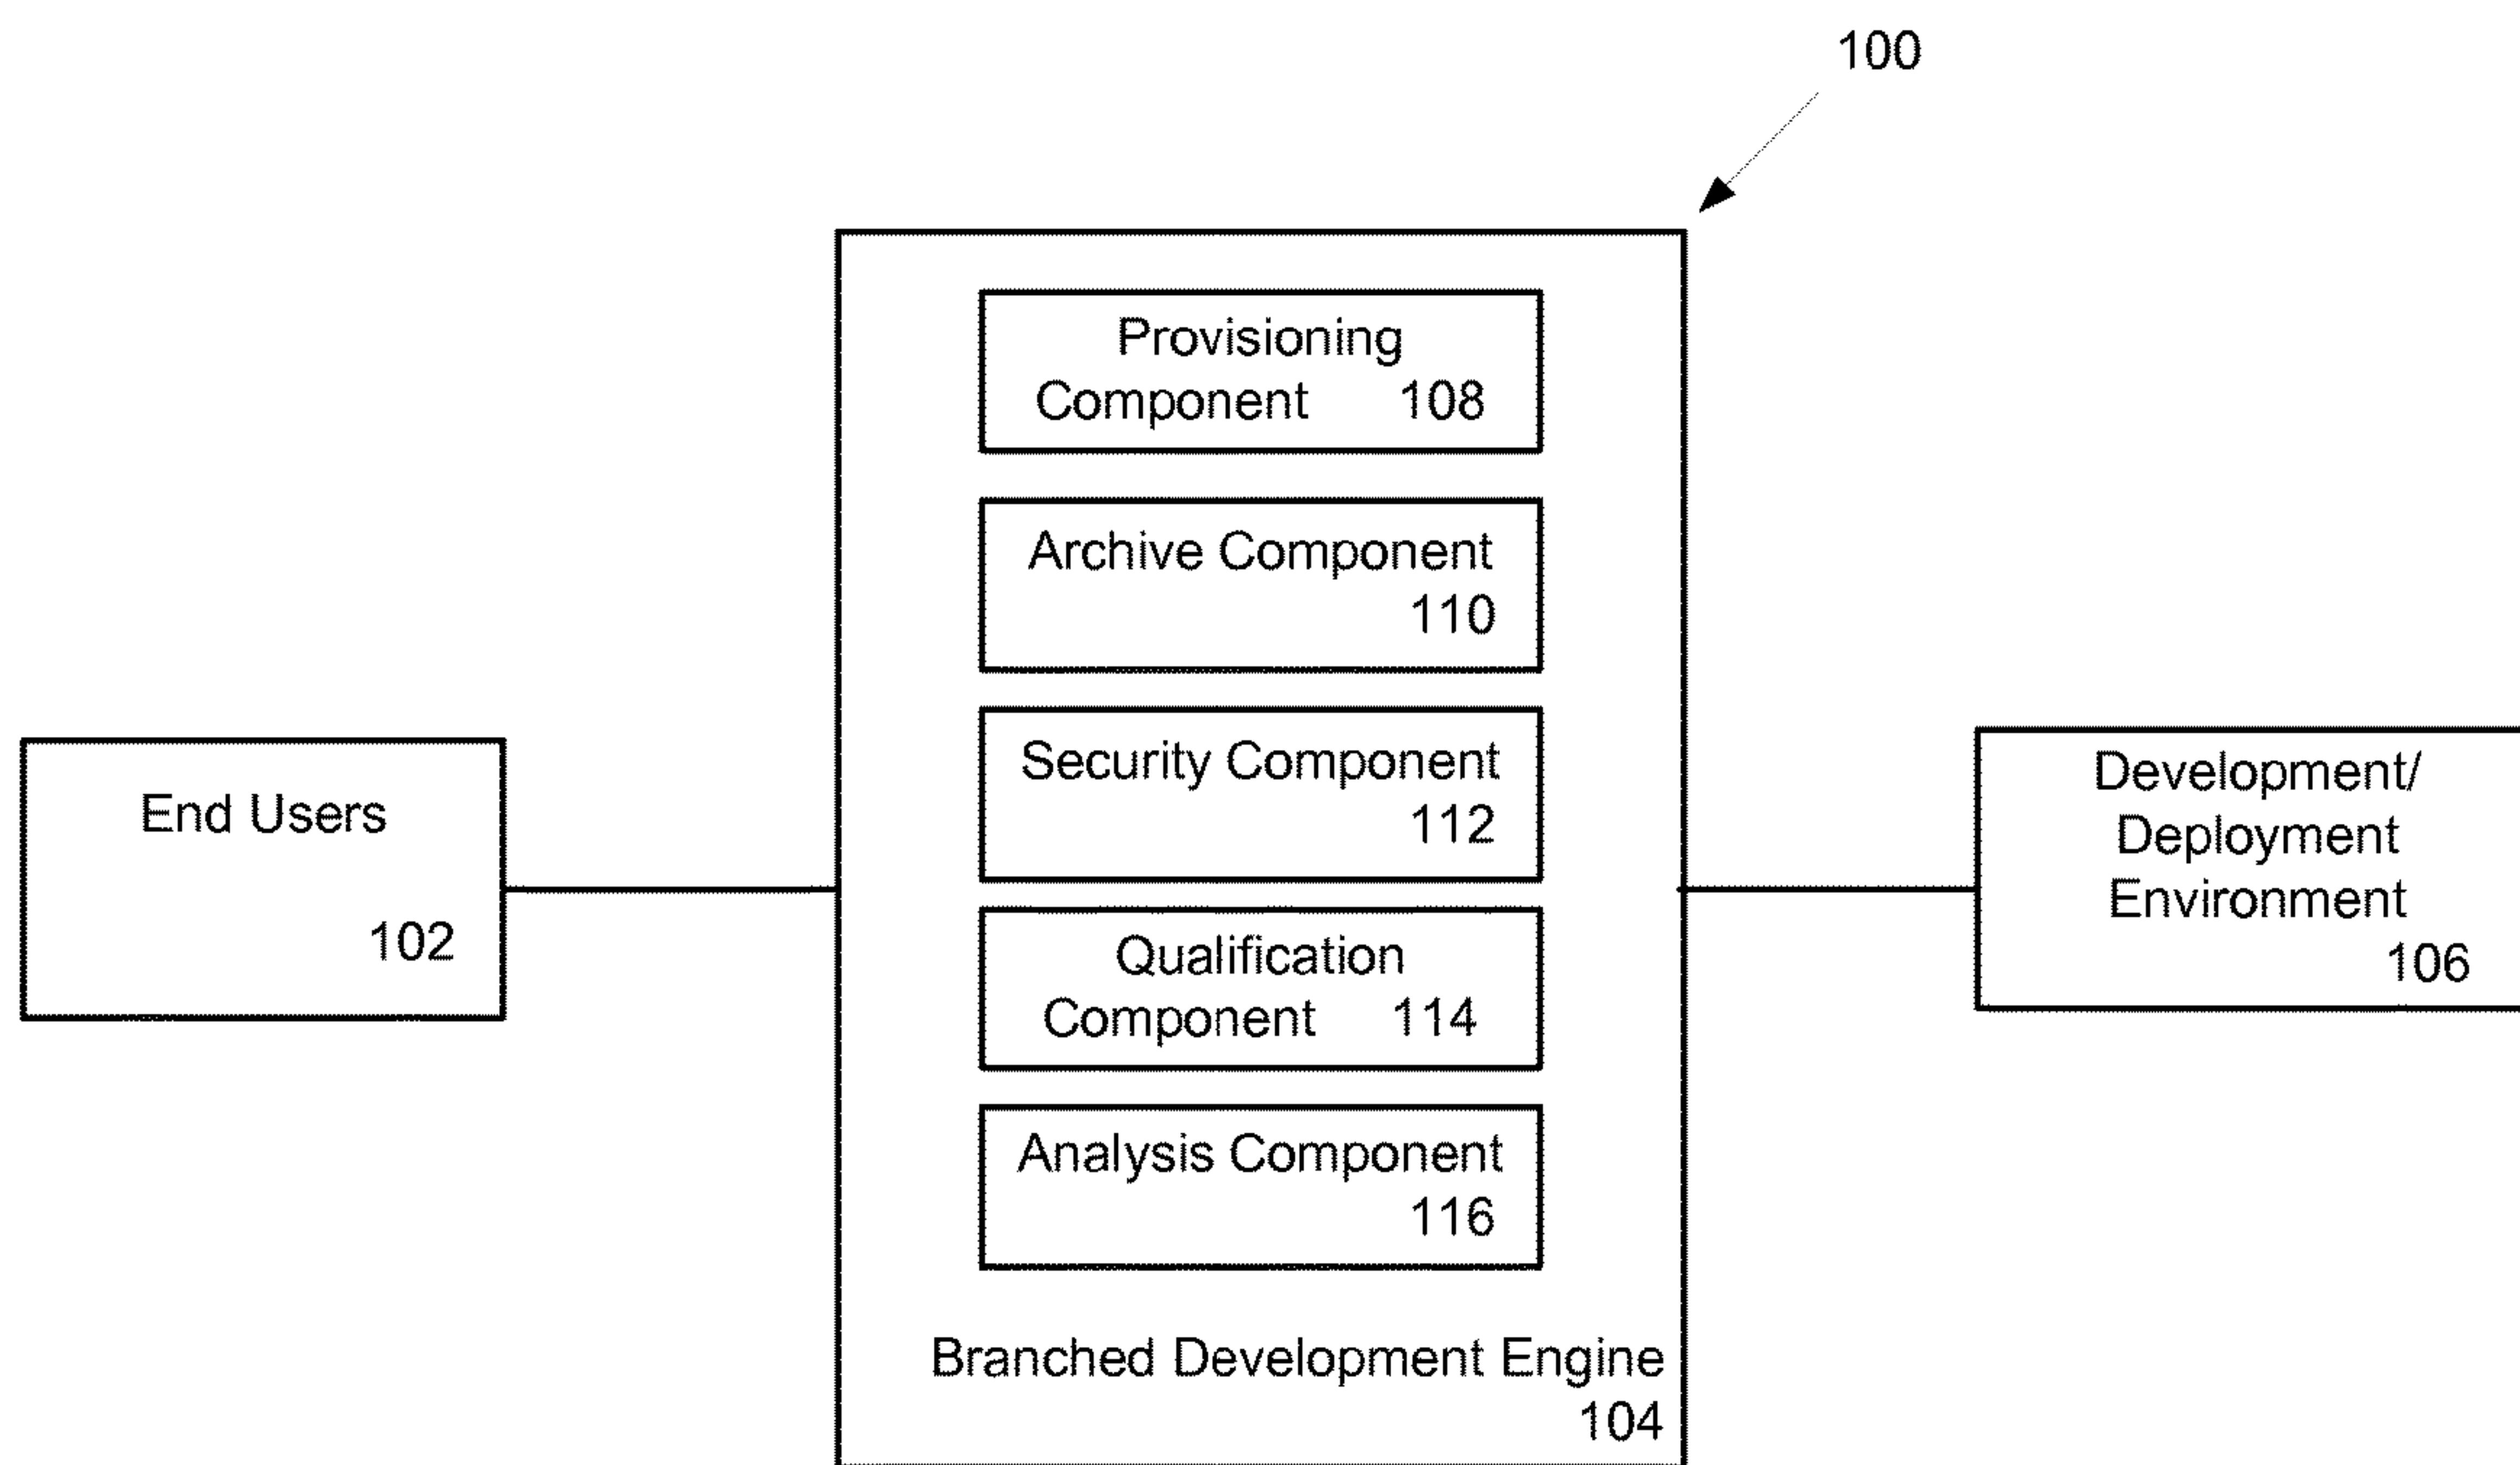 100
Provisioning
Component 108
Archive Component
110
Security Component
112
Qualification
Component 114
Analysis Component
116
Branched Development Engine
104
End Users
102
Development/
Deployment
Environment
106